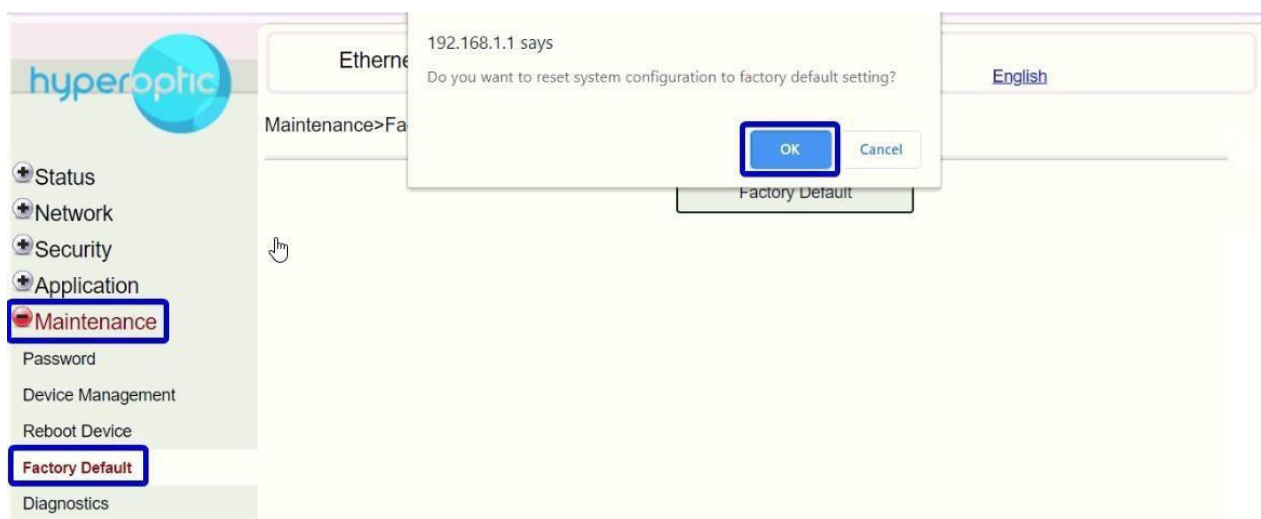 hyperoptic
Etherne
192.168.1.1 says
Do you want to reset system configuration to factory default setting?
OK
Cancel
English
Maintenance>Fa
Factory Default
Status
Network
Security
Application
Maintenance
Password
Device Management
Reboot Device
Factory Default
Diagnostics